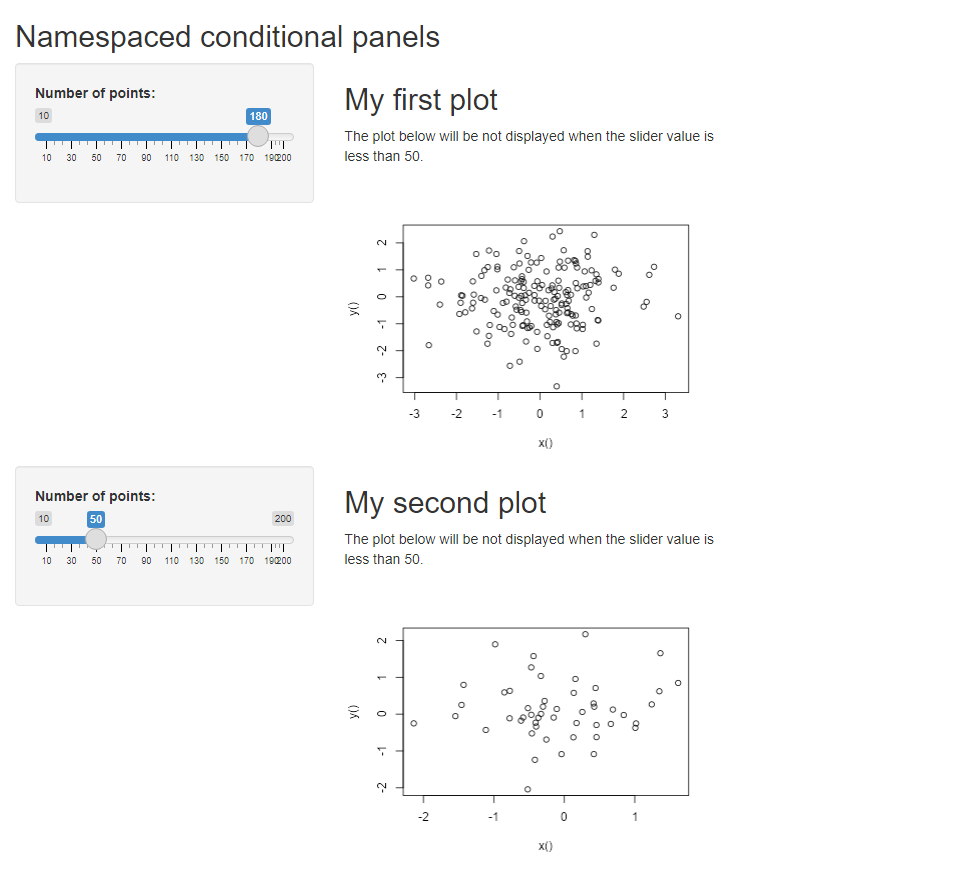 Namespaced conditional panels
Number of points:
10 180
10 30 50 70 90 110 130 150 170 190 200
My first plot
The plot below will be not displayed when the slider value is
less than 50.
2
1
0
-1
-2
-3
y()
-3 -2 -1 0 1 2 3
x()
Number of points:
10 50 200
10 30 50 70 90 110 130 150 170 190 200
My second plot
The plot below will be not displayed when the slider value is
less than 50.
2
1
0
-1
-2
y()
-2 -1 0 1
x()